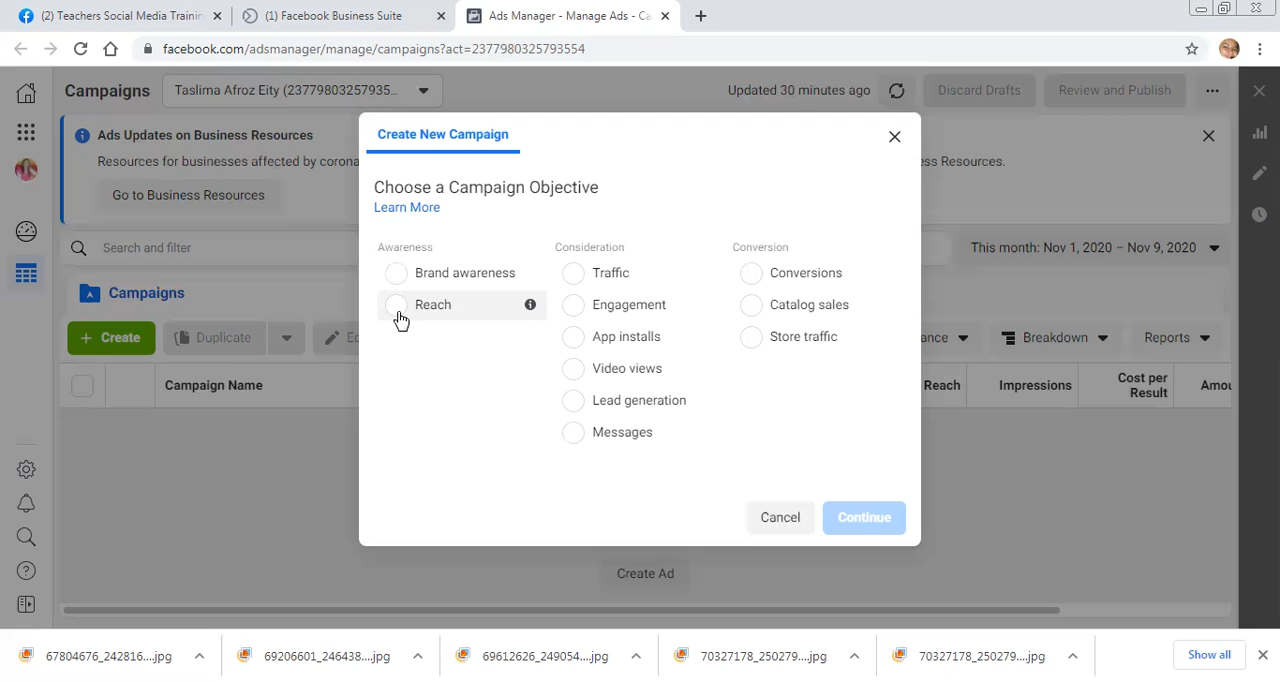 (2) Teachers Social Media Trainin
(1) Facebook Business Suite
Ads Manager - Manage Ads - Ca
facebook.com/adsmanager/manage/campaigns?act=2377980325793554
Campaigns
Taslima Afroz Eity (23779803257935...
Updated 30 minutes ago
Discard Drafts
Review and Publish
Ads Updates on Business Resources
Resources for businesses affected by corona
ss Resources.
Go to Business Resources
Search and filter
This month: Nov 1, 2020 – Nov 9, 2020
Campaigns
+ Create
Duplicate
Ed
ance
Breakdown
Reports
Campaign Name
Reach
Impressions
Cost per
Result
Amou
Create New Campaign
Choose a Campaign Objective
Learn More
Awareness
Brand awareness
Reach
Consideration
Traffic
Engagement
App installs
Video views
Lead generation
Messages
Conversion
Conversions
Catalog sales
Store traffic
Cancel
Continue
Create Ad
67804676_242816....jpg
69206601_246438....jpg
69612626_249054....jpg
70327178_250279....jpg
70327178_250279....jpg
Show all